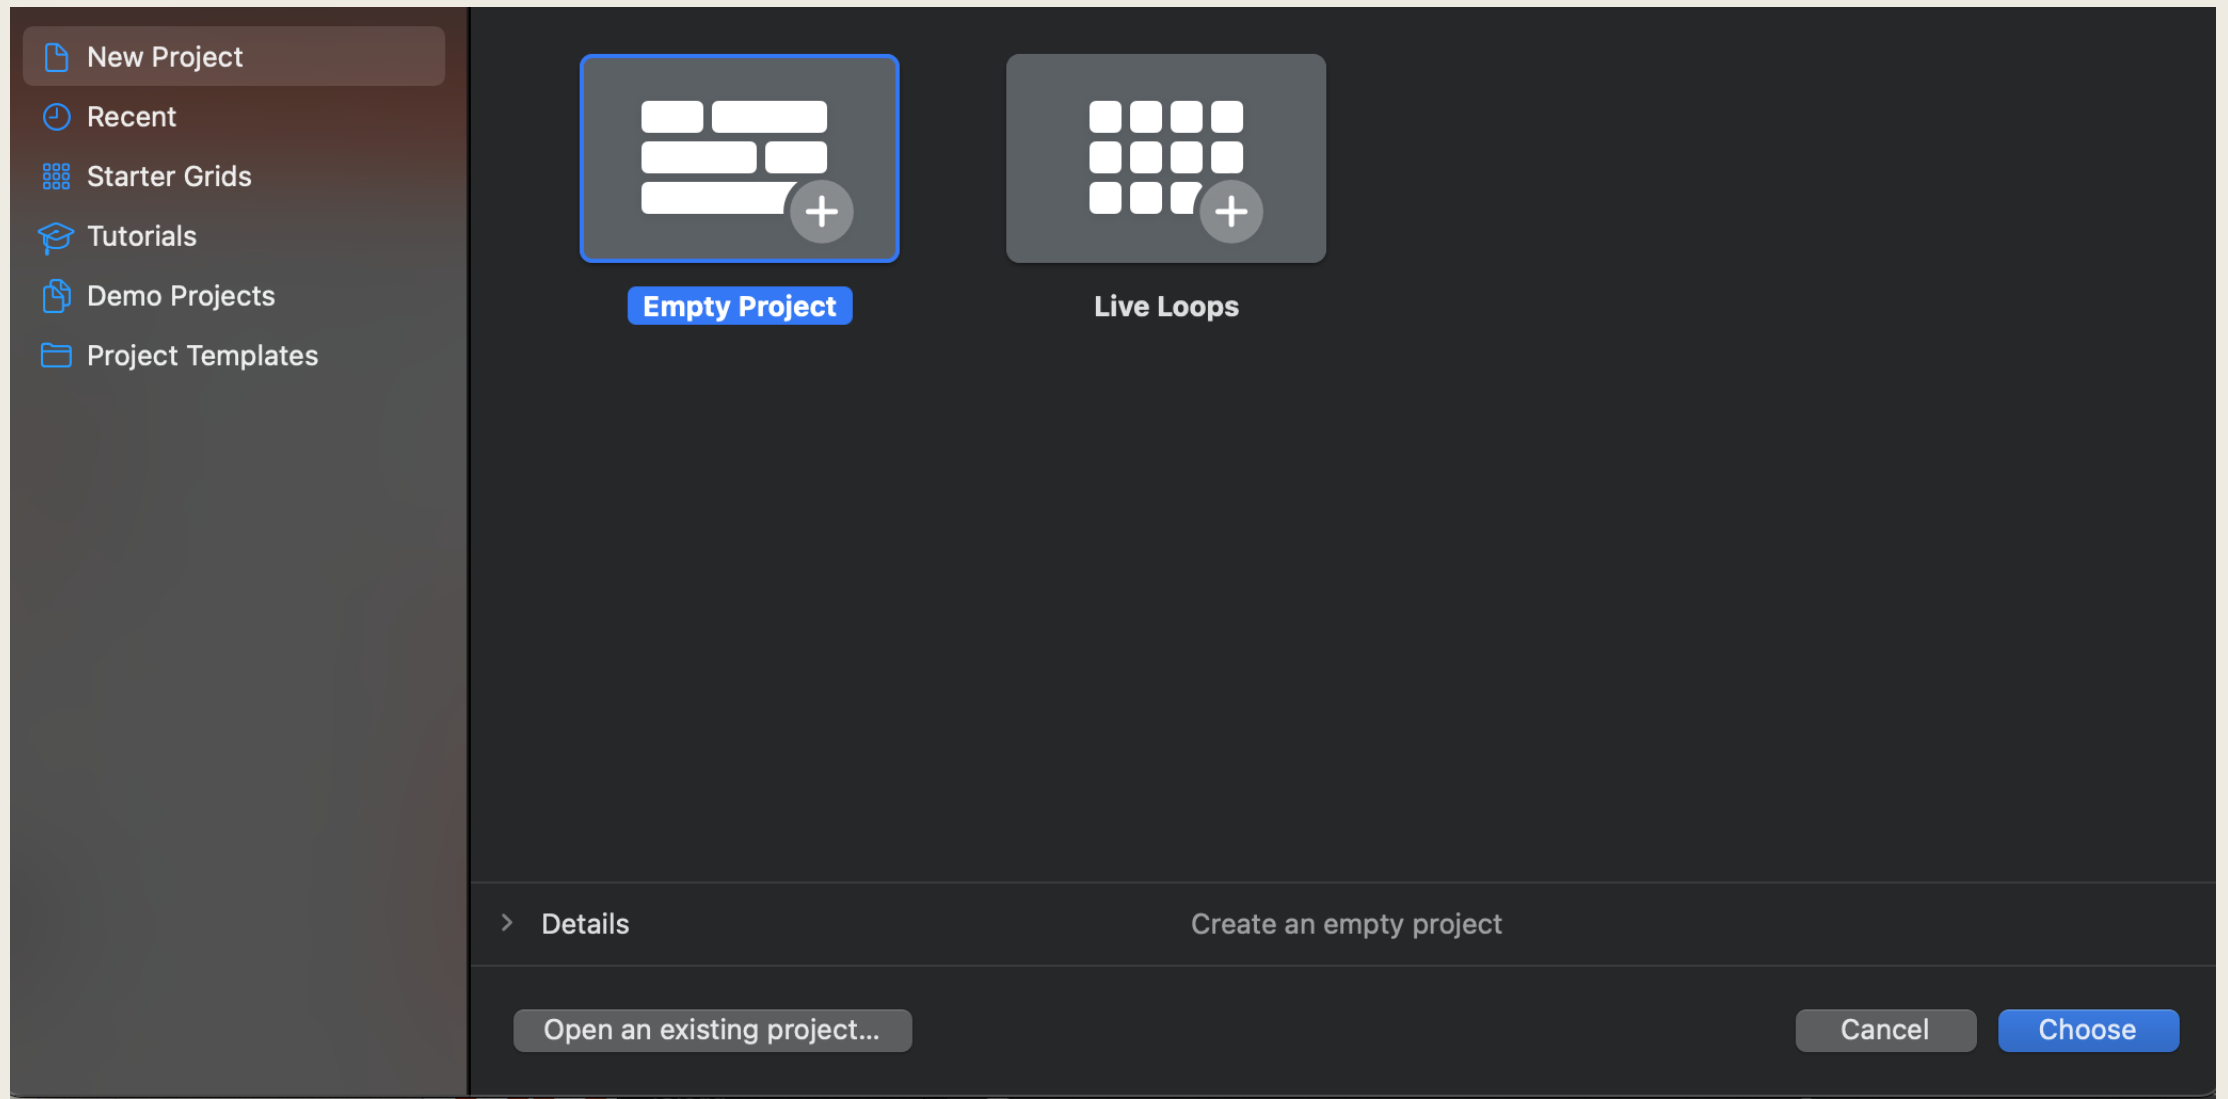 New Project
Recent
Starter Grids
Tutorials
Demo Projects
Project Templates
Empty Project
Live Loops
Details
Create an empty project
Open an existing project...
Cancel
Choose